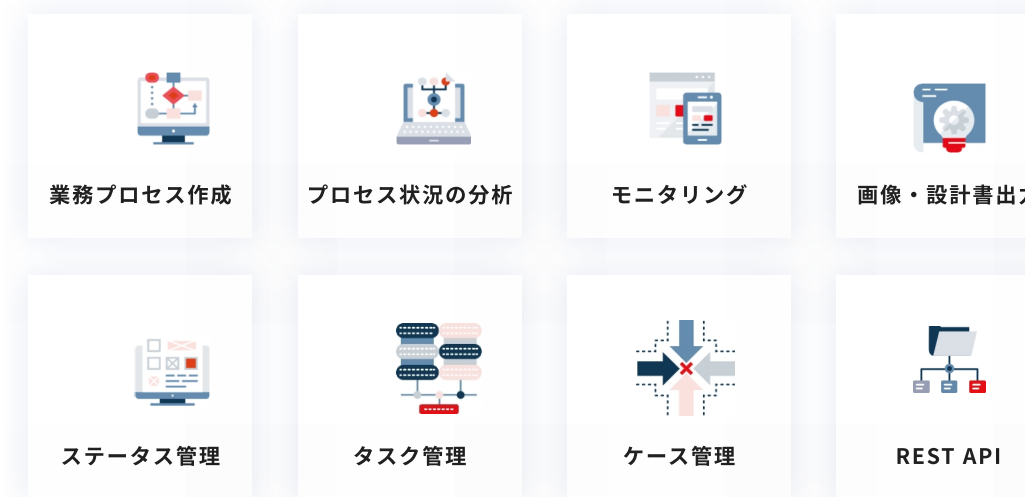 業務プロセス作成
プロセス状況の分析
モニタリング
画像・設計書出
ステータス管理
タスク管理
ケース管理
REST API